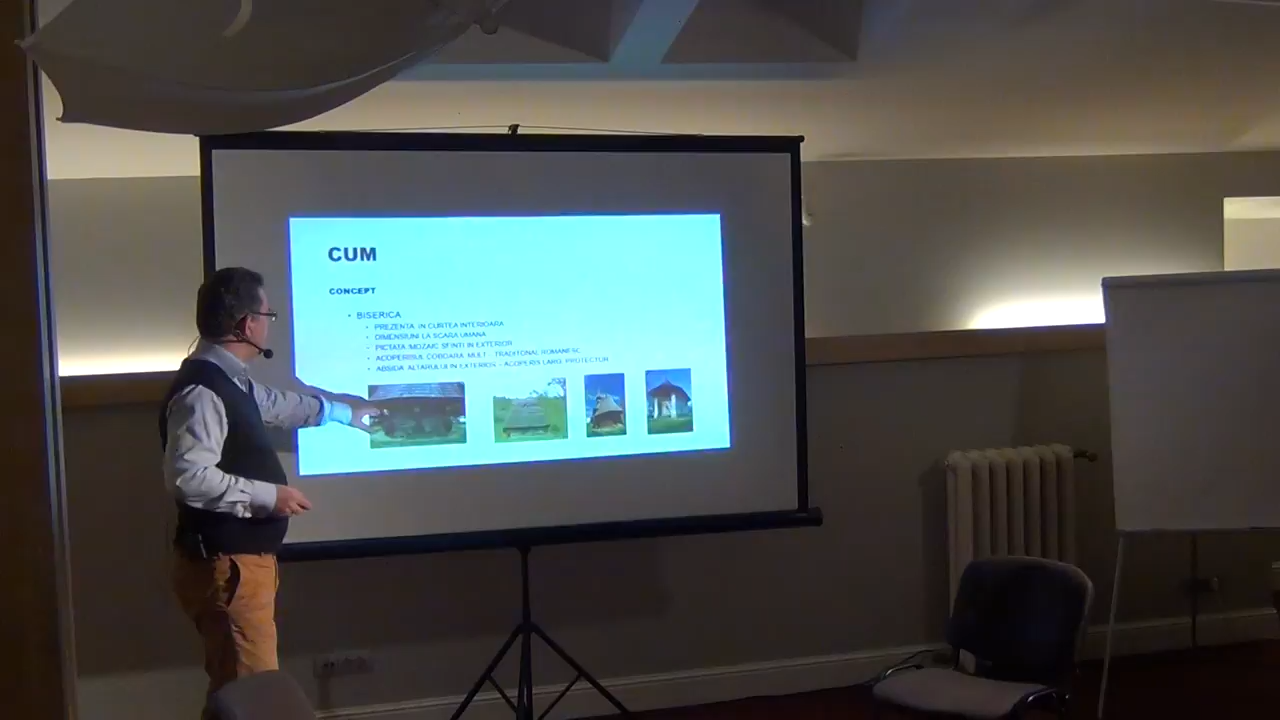 CUM
CONCEPT
• BISERICA
• PREZENTA IN CURTEA INTERIOARA
• DIMENSIUNI LA SCARA UMANA
• PICTATA/MOZAIC SFINTI IN EXTERIOR
• ACOPERISUL COBOARA MULT - TRADITONAL ROMANESC
• ABSIDA ALTARULUI IN EXTERIOR - ACOPERIS LARG, PROTECTOR